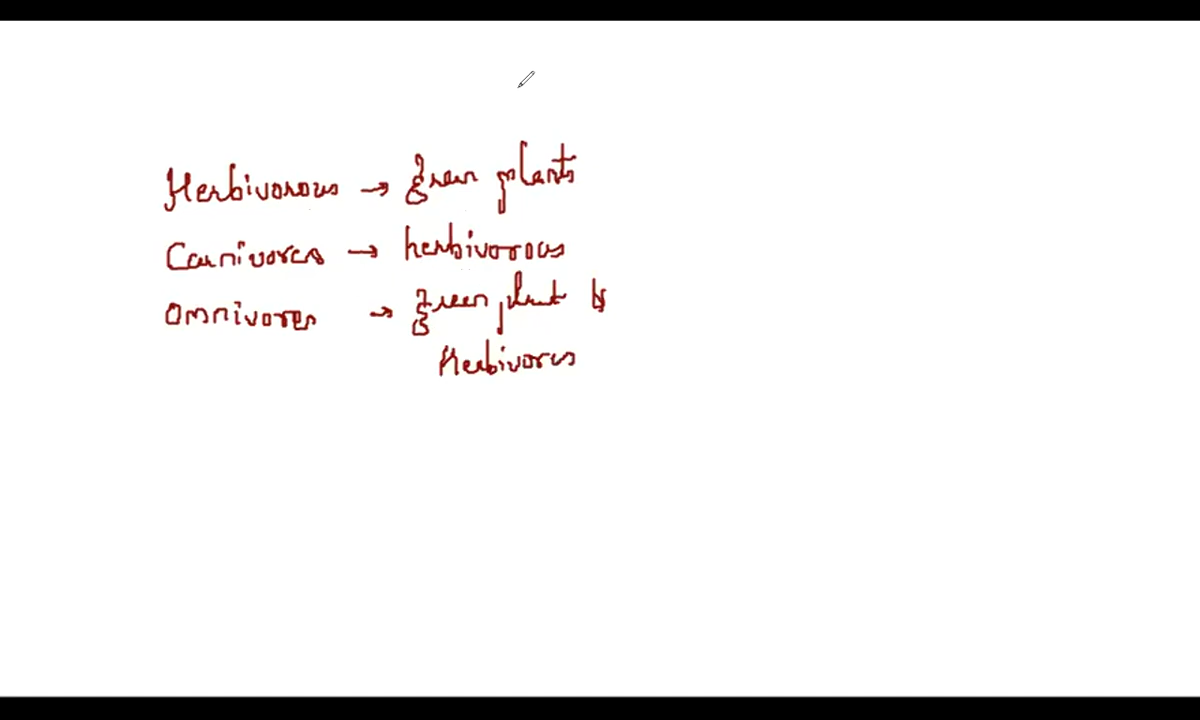 Herbivorous → green plants
Carnivores → herbivorous
Omnivores → green plant &
Herbivores